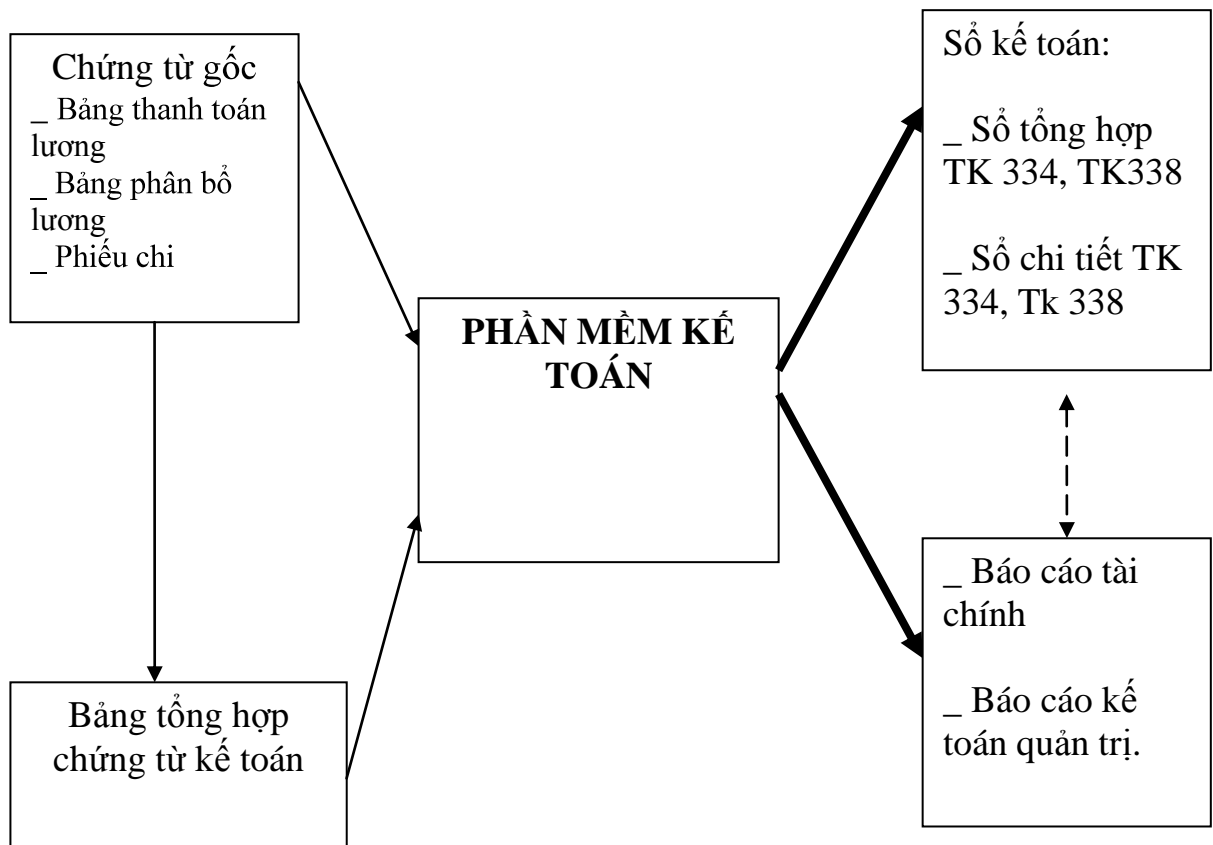 Chứng từ gốc
_ Bảng thanh toán
lương
_ Bảng phân bổ
lương
_ Phiếu chi
Bảng tổng hợp
chứng từ kế toán
PHẦN MỀM KẾ
TOÁN
Sổ kế toán:
_ Sổ tổng hợp
TK 334, TK338
_ Sổ chi tiết TK
334, Tk 338
_ Báo cáo tài
chính
_ Báo cáo kế
toán quản trị.